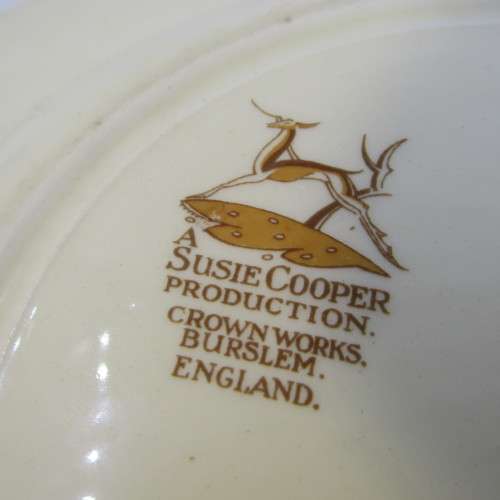 A
SUSIE COOPER
PRODUCTION.
CROWN WORKS.
BURSLEM.
ENGLAND.